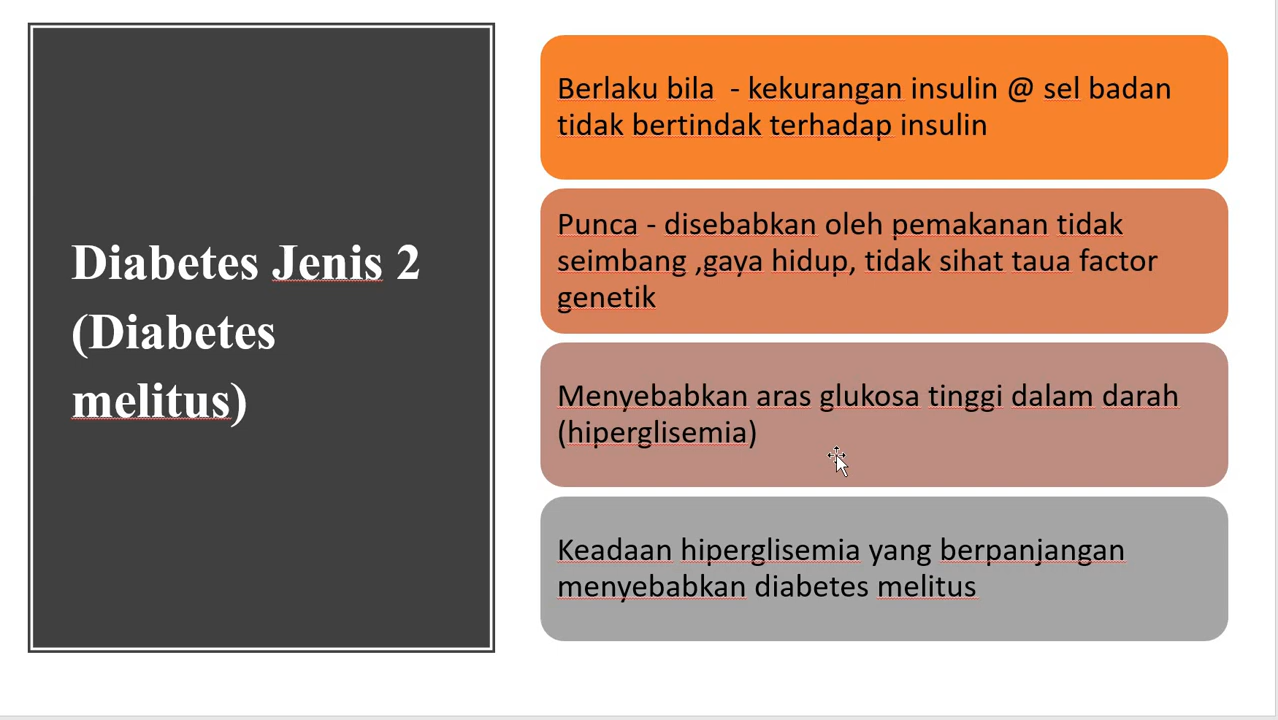 Diabetes Jenis 2
(Diabetes
melitus)
Berlaku bila - kekurangan insulin @ sel badan
tidak bertindak terhadap insulin
Punca - disebabkan oleh pemakanan tidak
seimbang ,gaya hidup, tidak sihat taua factor
genetik
Menyebabkan aras glukosa tinggi dalam darah
(hiperglisemia)
Keadaan hiperglisemia yang berpanjangan
menyebabkan diabetes melitus